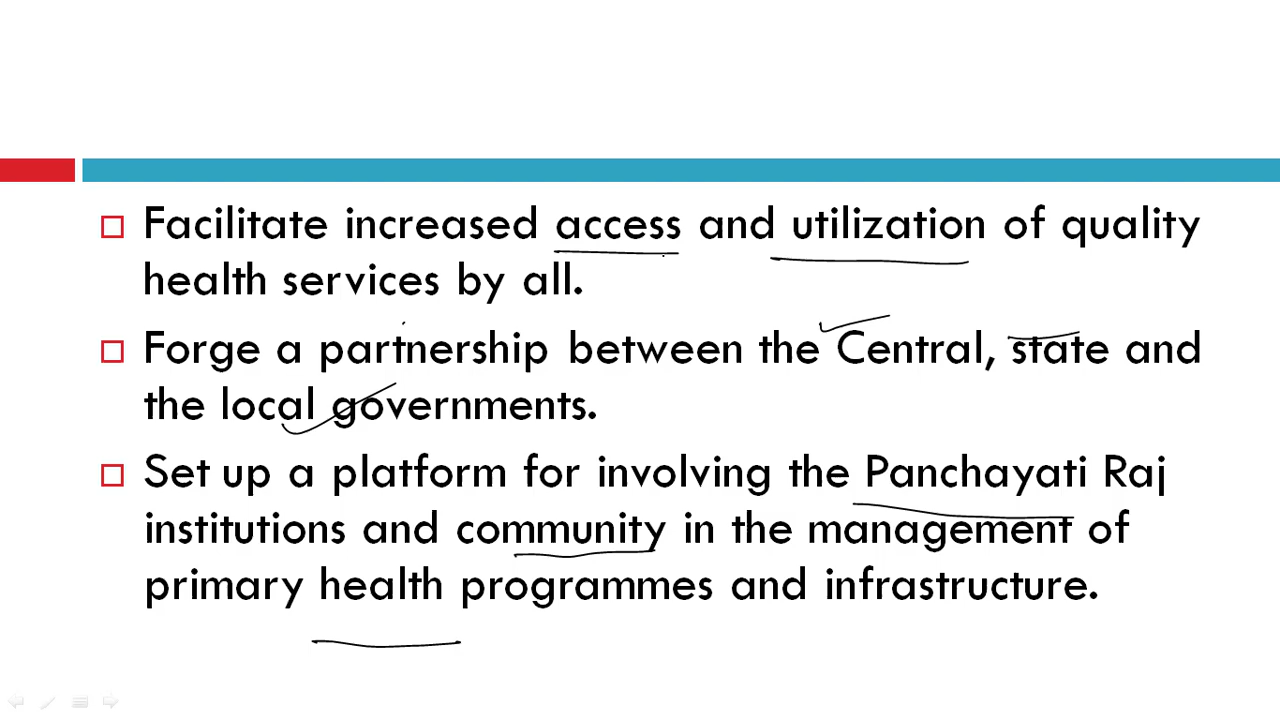 Facilitate increased access and utilization of quality
health services by all.
Forge a partnership between the Central, state and
the local governments.
Set up a platform for involving the Panchayati Raj
institutions and community in the management of
primary health programmes and infrastructure.